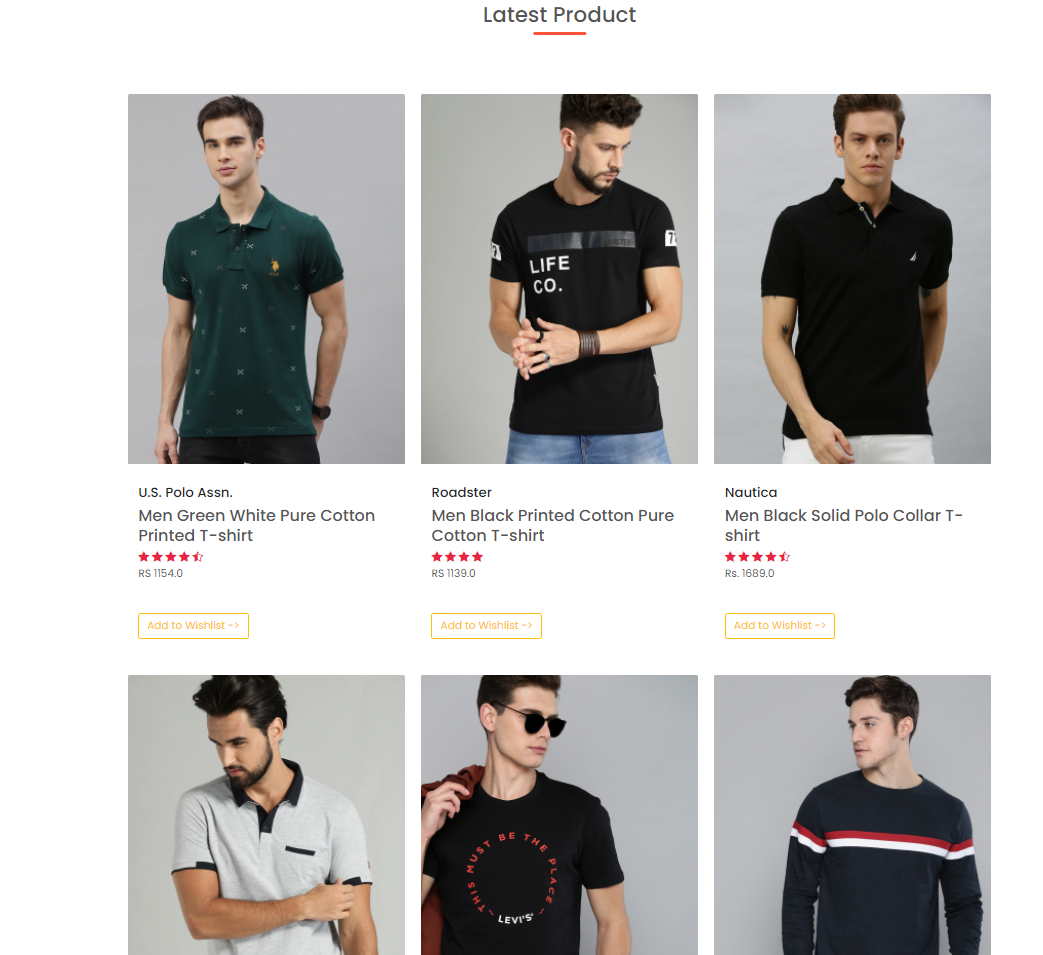 Latest Product
LIFE
CO.
U.S. Polo Assn.
Men Green White Pure Cotton
Printed T-shirt
RS 1154.0
Add to Wishlist ->
Roadster
Men Black Printed Cotton Pure
Cotton T-shirt
RS 1139.0
Add to Wishlist ->
Nautica
Men Black Solid Polo Collar T-
shirt
Rs. 1689.0
Add to Wishlist ->
~ THIS MUST BE THE PLACE ~
LEVI'S